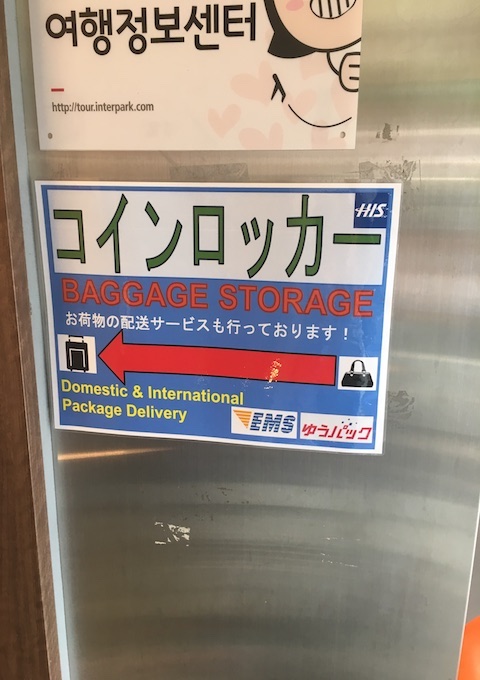 여행정보센터
http://tour.interpark.com
HIS
コインロッカー
BAGGAGE STORAGE
お荷物の配送サービスも行っております！
Domestic & International
Package Delivery
EMS
ゆうパック